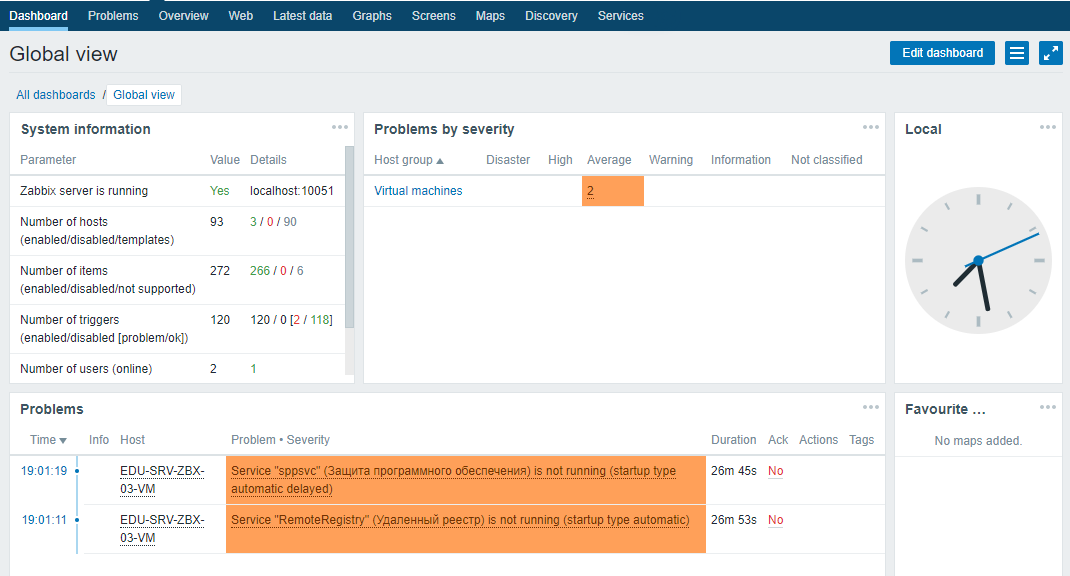 Dashboard Problems Overview Web Latest data Graphs Screens Maps Discovery Services
Global view
Edit dashboard
All dashboards / Global view
System information
Parameter Value Details
Zabbix server is running Yes localhost:10051
Number of hosts 93 3 / 0 / 90
(enabled/disabled/templates)
Number of items 272 266 / 0 / 6
(enabled/disabled/not supported)
Number of triggers 120 120 / 0 [2 / 118]
(enabled/disabled [problem/ok])
Number of users (online) 2 1
Problems by severity
Host group ▲ Disaster High Average Warning Information Not classified
Virtual machines 2
Local
Problems
Time ▼ Info Host Problem • Severity Duration Ack Actions Tags
19:01:19 EDU-SRV-ZBX- Service "sppsvc" (Защита программного обеспечения) is not running (startup type 26m 45s No
03-VM automatic delayed)
19:01:11 EDU-SRV-ZBX- Service "RemoteRegistry" (Удаленный реестр) is not running (startup type automatic) 26m 53s No
03-VM
Favourite ...
No maps added.